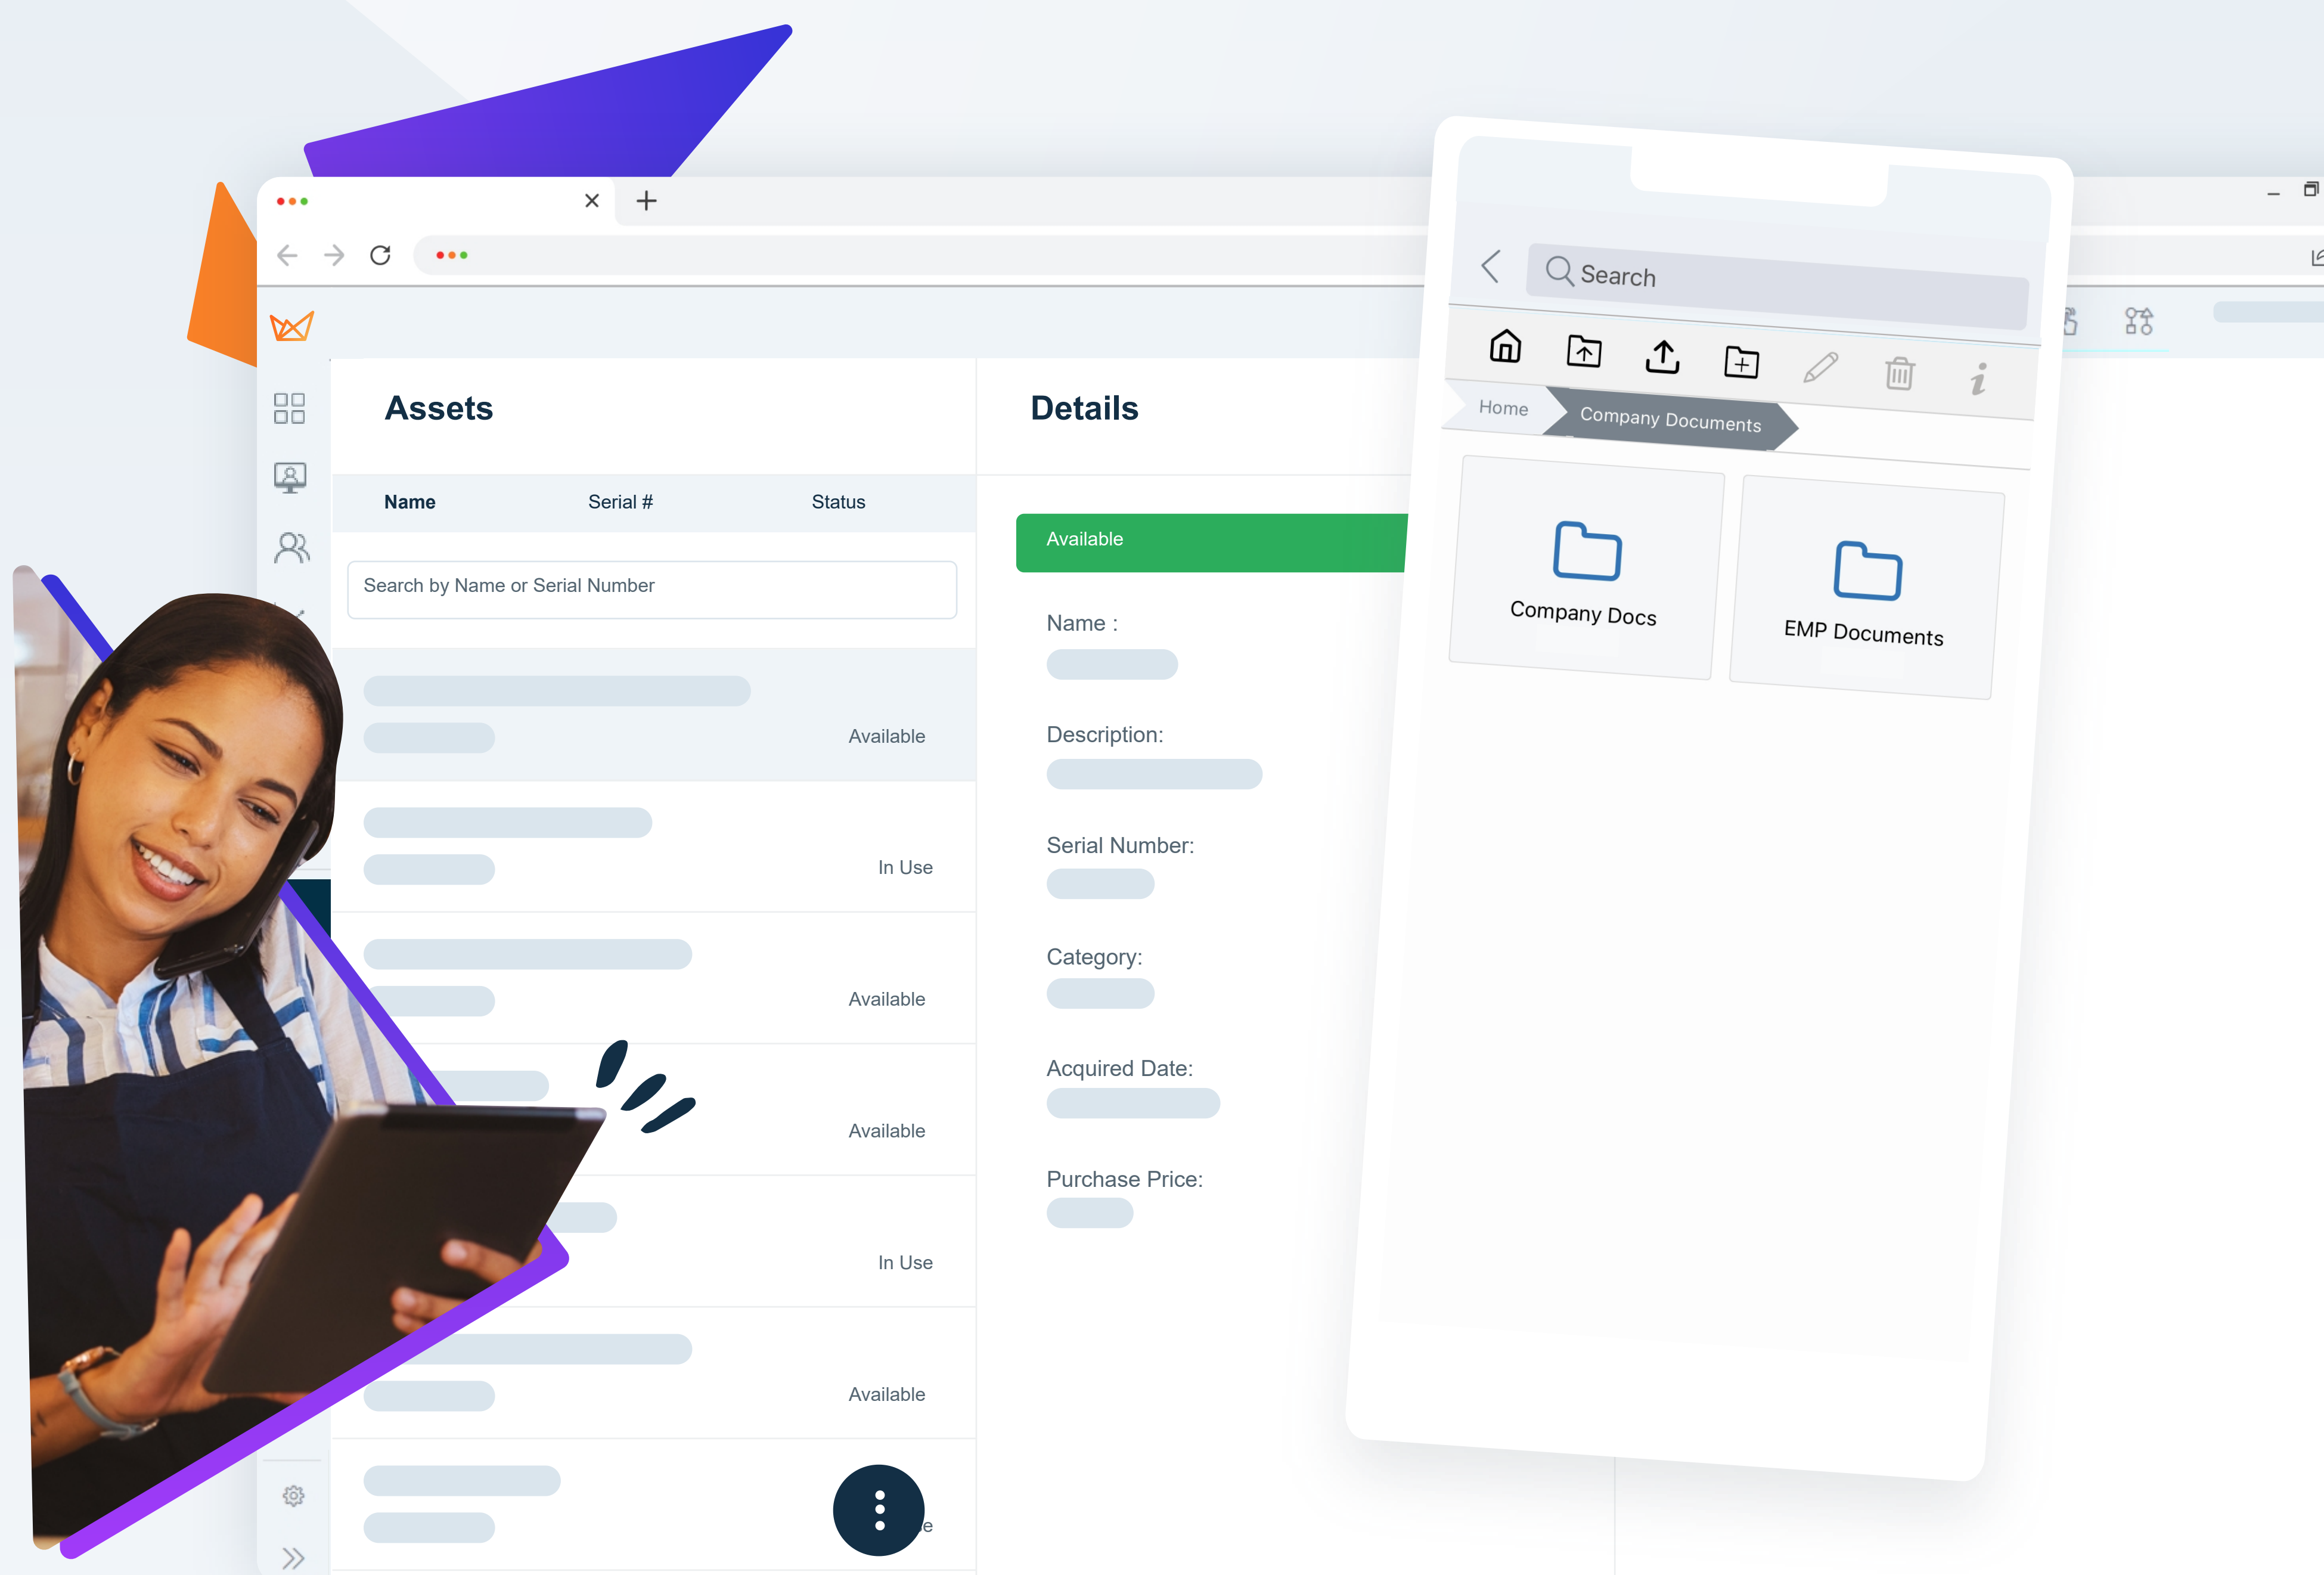 Assets
Name Serial # Status
Search by Name or Serial Number
Available
In Use
Available
Available
In Use
Available
Details
Available
Name :
Description:
Serial Number:
Category:
Acquired Date:
Purchase Price:
Search
Home Company Documents
Company Docs
EMP Documents